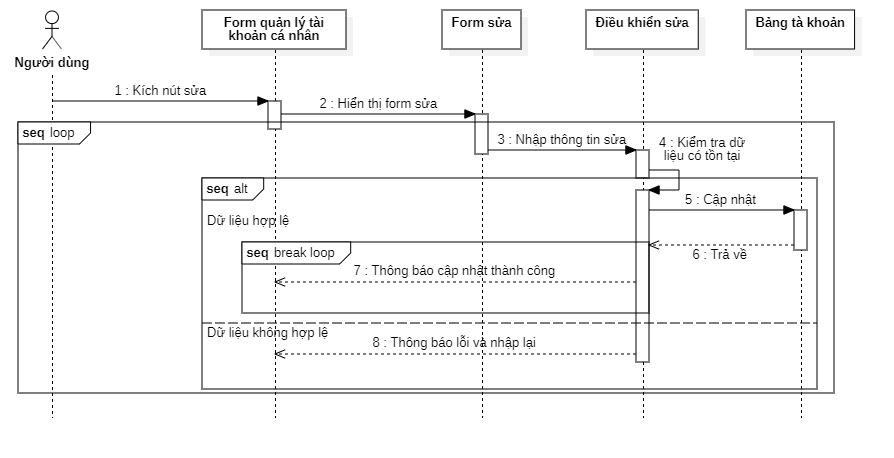 Form quản lý tài
khoản cá nhân
Form sửa
Điều khiển sửa
Bảng tà khoản
Người dùng
1 : Kích nút sửa
2 : Hiển thị form sửa
seq loop
3 : Nhập thông tin sửa
4 : Kiểm tra dữ
liệu có tồn tại
seq alt
5 : Cập nhật
Dữ liệu hợp lệ
seq break loop
6 : Trả về
7 : Thông báo cập nhật thành công
Dữ liệu không hợp lệ
8 : Thông báo lỗi và nhập lại